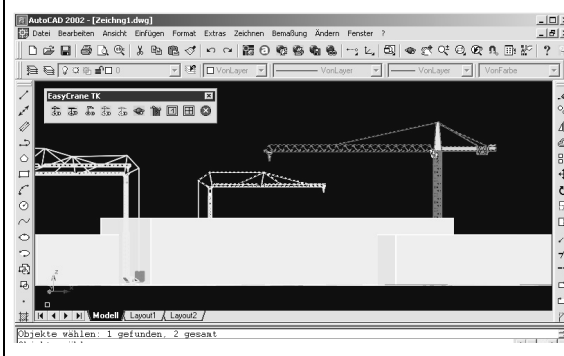 AutoCAD 2002 - [Zeichng1.dwg]
Datei Bearbeiten Ansicht Einfügen Format Extras Zeichnen Bemaßung Ändern Fenster ?
0 VonLayer VonLayer VonLayer VonFarbe
EasyCrane TK
Modell Layout1 Layout2
Objekte wählen: 1 gefunden, 2 gesamt